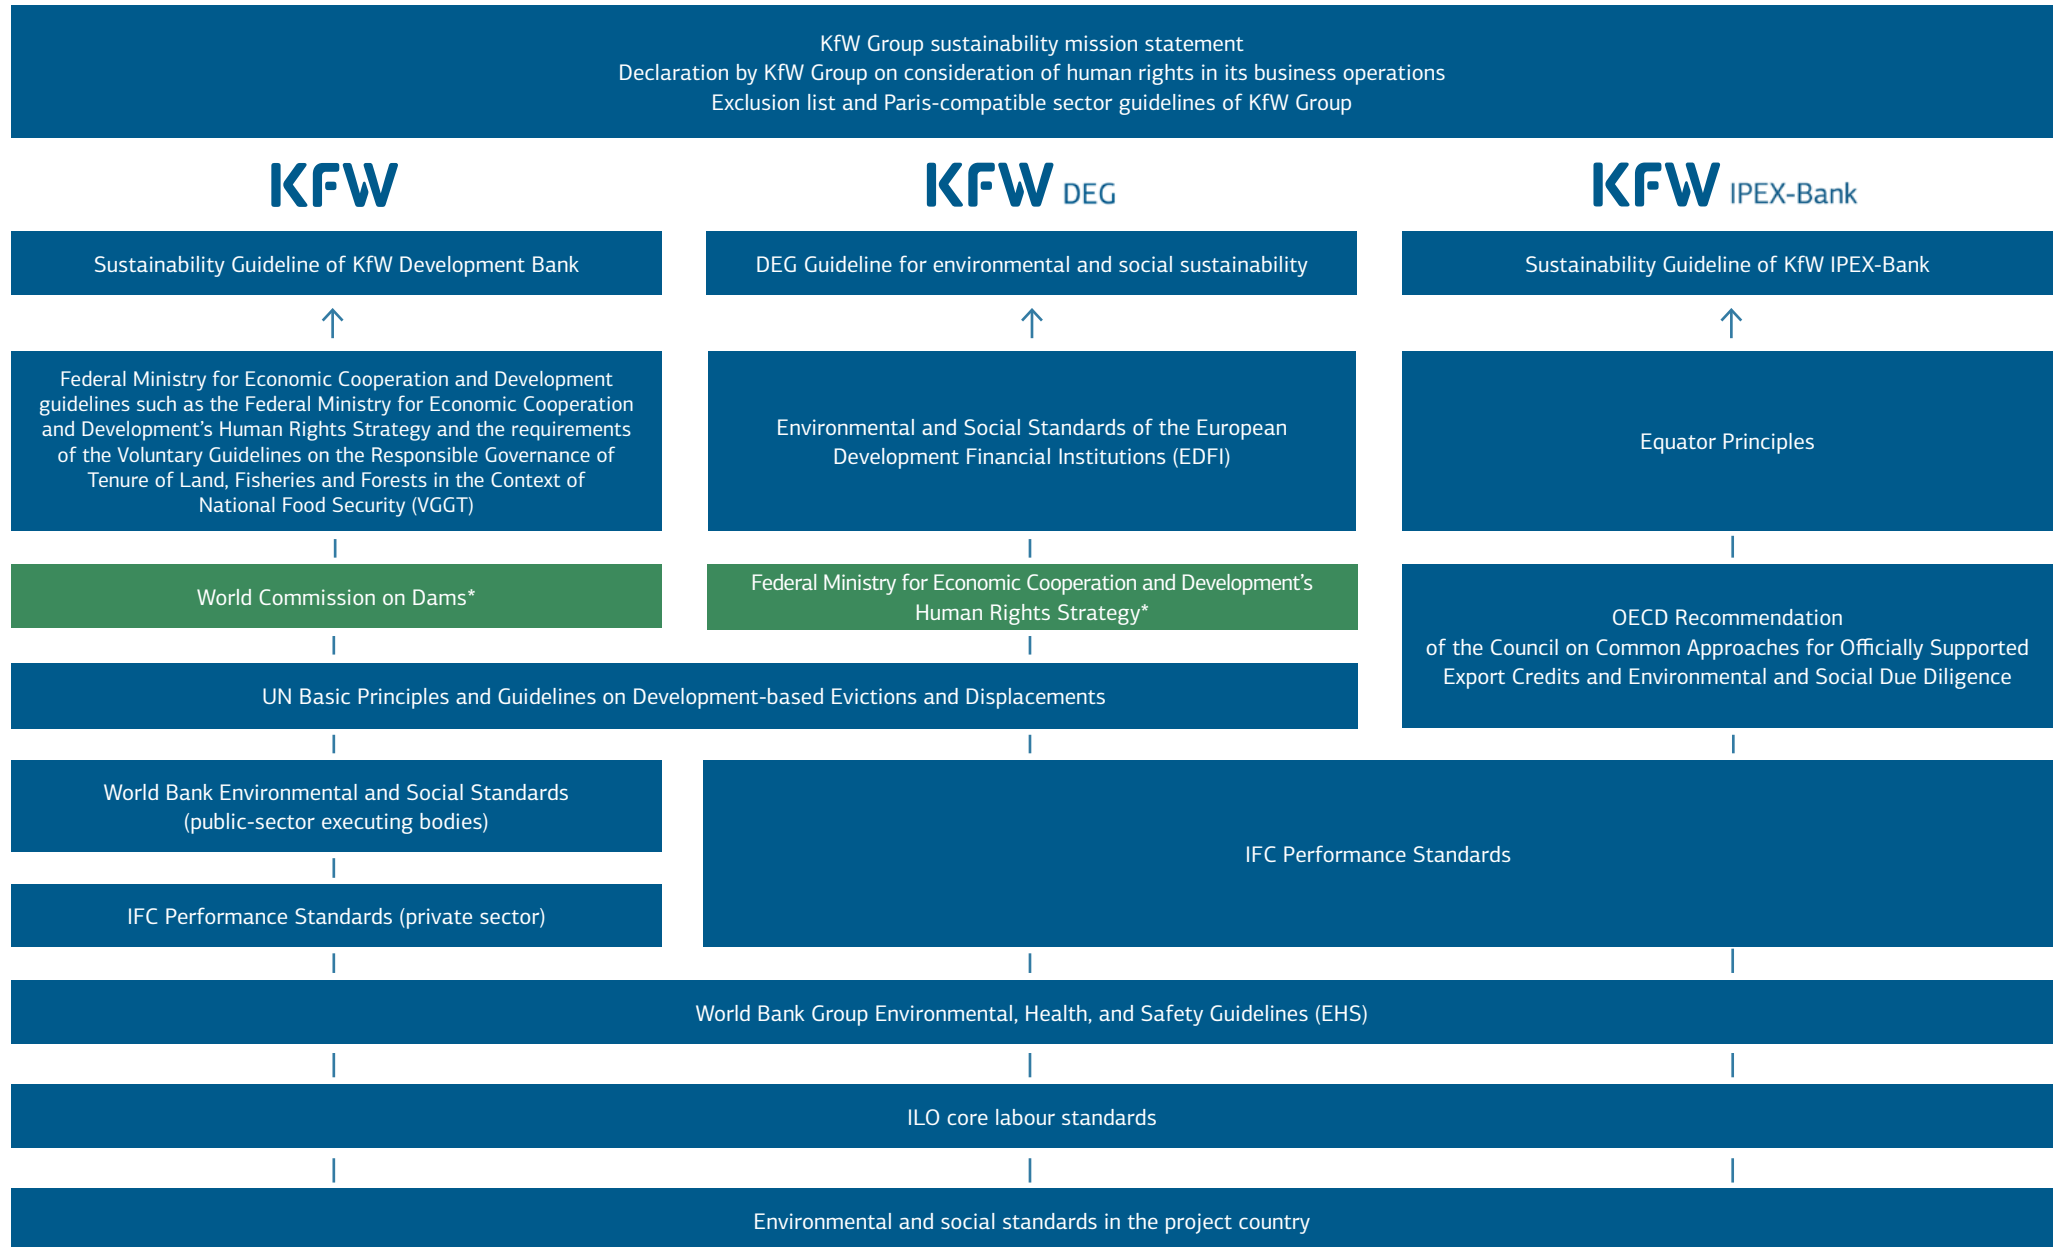 KfW Group sustainability mission statement
Declaration by KfW Group on consideration of human rights in its business operations
Exclusion list and Paris-compatible sector guidelines of KfW Group
KFW
KFW DEG
KFW IPEX-Bank
Sustainability Guideline of KfW Development Bank
DEG Guideline for environmental and social sustainability
Sustainability Guideline of KfW IPEX-Bank
Federal Ministry for Economic Cooperation and Development
guidelines such as the Federal Ministry for Economic Cooperation
and Development’s Human Rights Strategy and the requirements
of the Voluntary Guidelines on the Responsible Governance of
Tenure of Land, Fisheries and Forests in the Context of
National Food Security (VGGT)
Environmental and Social Standards of the European
Development Financial Institutions (EDFI)
Equator Principles
World Commission on Dams*
Federal Ministry for Economic Cooperation and Development’s
Human Rights Strategy*
OECD Recommendation
of the Council on Common Approaches for Officially Supported
Export Credits and Environmental and Social Due Diligence
UN Basic Principles and Guidelines on Development-based Evictions and Displacements
World Bank Environmental and Social Standards
(public-sector executing bodies)
IFC Performance Standards
IFC Performance Standards (private sector)
World Bank Group Environmental, Health, and Safety Guidelines (EHS)
ILO core labour standards
Environmental and social standards in the project country